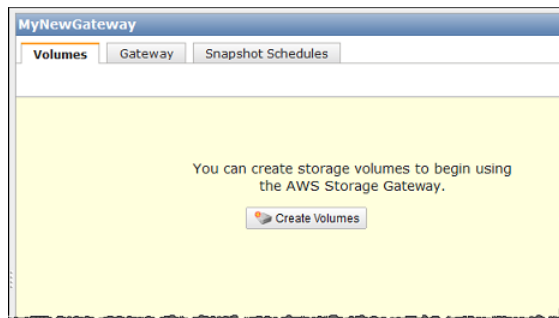 MyNewGateway
Volumes Gateway Snapshot Schedules
You can create storage volumes to begin using
the AWS Storage Gateway.
Create Volumes